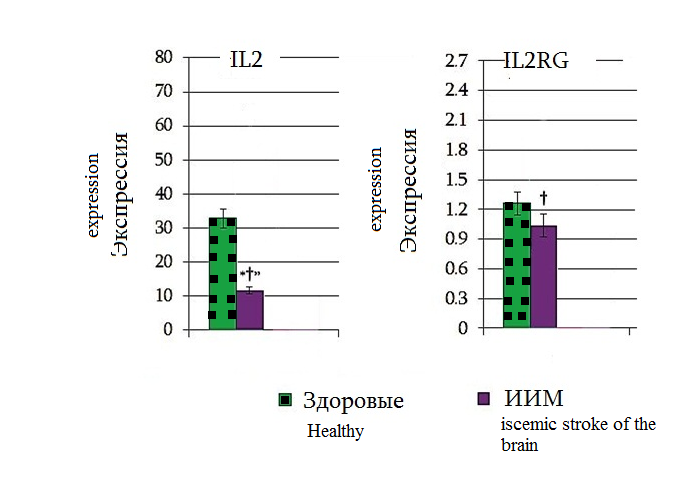 IL2
80
70
60
50
40
30
20
10
0
expression
Экспрессия
*†”
IL2RG
2.7
2.4
2.1
1.8
1.5
1.2
0.9
0.6
0.3
0
expression
Экспрессия
†
Здоровые
Healthy
ИИМ
iscemic stroke of the
brain